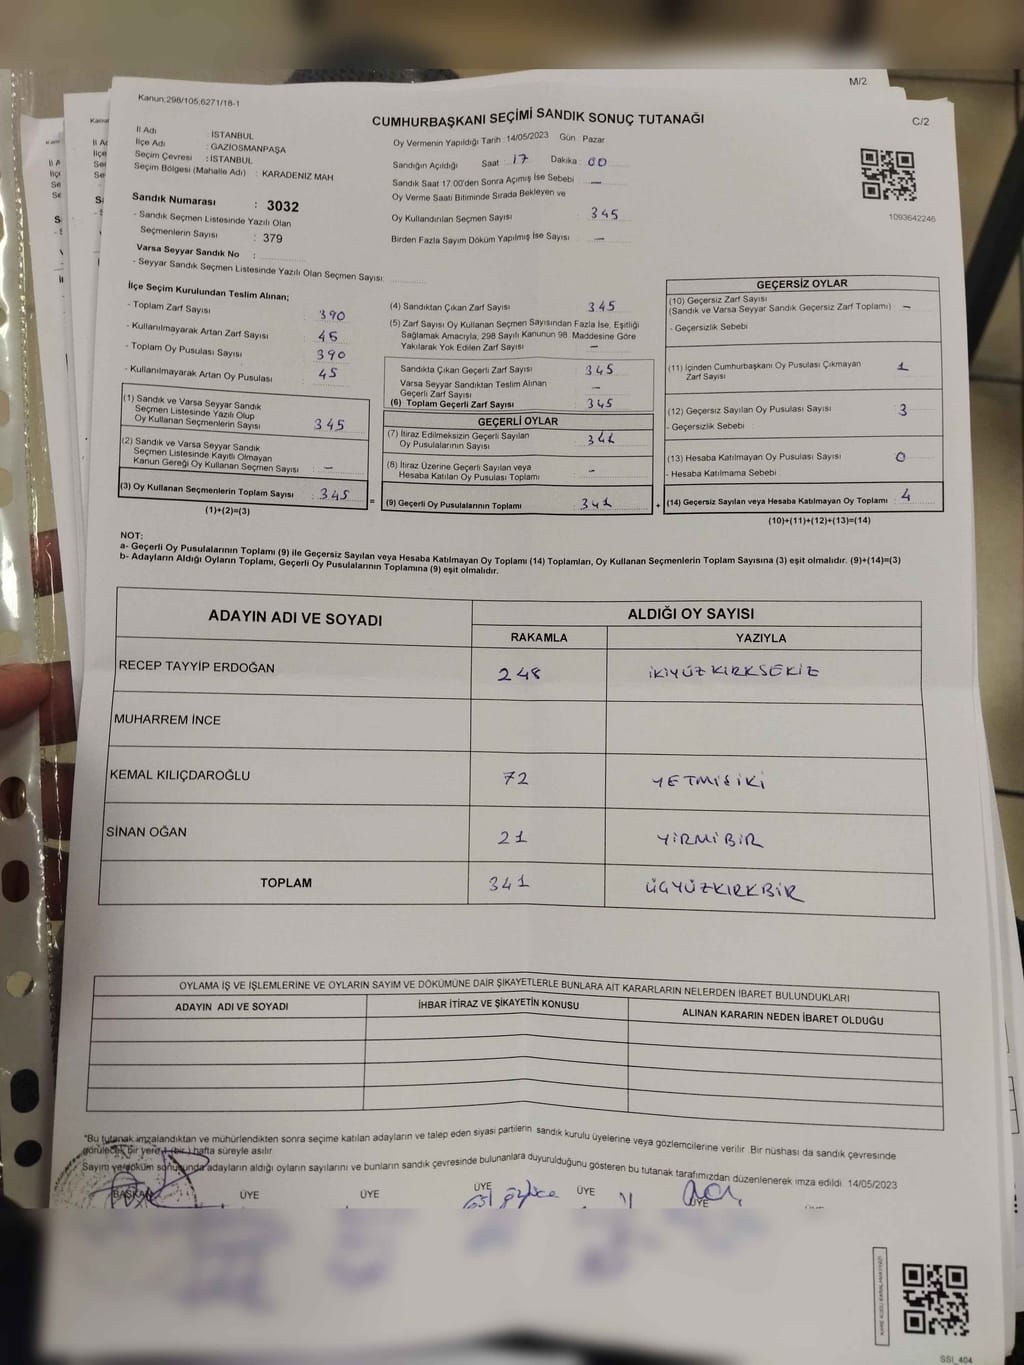 M/2
Kanun:298/105,6271/18-1
CUMHURBAŞKANI SEÇİMİ SANDIK SONUÇ TUTANAĞI
C/2
İl Adı : İSTANBUL
İlçe Adı : GAZİOSMANPAŞA
Seçim Çevresi : İSTANBUL
Seçim Bölgesi (Mahalle Adı) : KARADENİZ MAH
Oy Vermenin Yapıldığı Tarih 14/05/2023 Gün : Pazar
Sandığın Açıldığı Saat : 17 Dakika : 00
Sandık Saat 17:00'den Sonra Açımış İse Sebebi —
Oy Verme Saati Bitiminde Sırada Bekleyen ve
Oy Kullandırılan Seçmen Sayısı : 345
Birden Fazla Sayım Döküm Yapılmış İse Sayısı —
1093642246
Sandık Numarası : 3032
- Sandık Seçmen Listesinde Yazılı Olan
Seçmenlerin Sayısı : 379
Varsa Seyyar Sandık No :
- Seyyar Sandık Seçmen Listesinde Yazılı Olan Seçmen Sayısı:
İlçe Seçim Kurulundan Teslim Alınan;
- Toplam Zarf Sayısı : 390
- Kullanılmayarak Artan Zarf Sayısı : 45
- Toplam Oy Pusulası Sayısı : 390
- Kullanılmayarak Artan Oy Pusulası : 45
(1) Sandık ve Varsa Seyyar Sandık
Seçmen Listesinde Yazılı Olup
Oy Kullanan Seçmenlerin Sayısı : 345
(2) Sandık ve Varsa Seyyar Sandık
Seçmen Listesinde Kayıtlı Olmayan
Kanun Gereği Oy Kullanan Seçmen Sayısı : —
(3) Oy Kullanan Seçmenlerin Toplam Sayısı : 345
(1)+(2)=(3)
=
(4) Sandıktan Çıkan Zarf Sayısı : 345
(5) Zarf Sayısı Oy Kullanan Seçmen Sayısından Fazla İse, Eşitliği
Sağlamak Amacıyla, 298 Sayılı Kanunun 98. Maddesine Göre
Yakılarak Yok Edilen Zarf Sayısı : —
Sandıkta Çıkan Geçerli Zarf Sayısı : 345
Varsa Seyyar Sandıktan Teslim Alınan
Geçerli Zarf Sayısı : —
(6) Toplam Geçerli Zarf Sayısı : 345
GEÇERLİ OYLAR
(7) İtiraz Edilmeksizin Geçerli Sayılan
Oy Pusulalarının Sayısı : 341
(8) İtiraz Üzerine Geçerli Sayılan veya
Hesaba Katılan Oy Pusulası Toplamı : —
(9) Geçerli Oy Pusulalarının Toplamı : 341
+
GEÇERSİZ OYLAR
(10) Geçersiz Zarf Sayısı
(Sandık ve Varsa Seyyar Sandık Geçersiz Zarf Toplamı) : —
- Geçersizlik Sebebi :
(11) İçinden Cumhurbaşkanı Oy Pusulası Çıkmayan
Zarf Sayısı : 1
(12) Geçersiz Sayılan Oy Pusulası Sayısı : 3
- Geçersizlik Sebebi :
(13) Hesaba Katılmayan Oy Pusulası Sayısı : 0
- Hesaba Katılmama Sebebi :
(14) Geçersiz Sayılan veya Hesaba Katılmayan Oy Toplamı : 4
(10)+(11)+(12)+(13)=(14)
NOT:
a- Geçerli Oy Pusulalarının Toplamı (9) ile Geçersiz Sayılan veya Hesaba Katılmayan Oy Toplamı (14) Toplamları, Oy Kullanan Seçmenlerin Toplam Sayısına (3) eşit olmalıdır. (9)+(14)=(3)
b- Adayların Aldığı Oyların Toplamı, Geçerli Oy Pusulalarının Toplamına (9) eşit olmalıdır.
ADAYIN ADI VE SOYADI
ALDIĞI OY SAYISI
RAKAMLA YAZIYLA
RECEP TAYYİP ERDOĞAN 248 İKİYÜZKIRKSEKİZ
MUHARREM İNCE
KEMAL KILIÇDAROĞLU 72 YETMİSİKİ
SİNAN OĞAN 21 YİRMİBİR
TOPLAM 341 ÜÇYÜZKIRKBİR
OYLAMA İŞ VE İŞLEMLERİNE VE OYLARIN SAYIM VE DÖKÜMÜNE DAİR ŞİKAYETLERLE BUNLARA AİT KARARLARIN NELERDEN İBARET BULUNDUKLARI
ADAYIN ADI VE SOYADI İHBAR İTİRAZ VE ŞİKAYETİN KONUSU ALINAN KARARIN NEDEN İBARET OLDUĞU
*Bu tutanak imzalandıktan ve mühürlendikten sonra seçime katılan adayların ve talep eden siyasi partilerin sandık kurulu üyelerine veya gözlemcilerine verilir. Bir nüshası da sandık çevresinde
görülecek bir yere 1 (bir ) hafta süreyle asılır.
Sayım ve döküm sonucunda adayların aldığı oyların sayılarını ve bunların sandık çevresinde bulunanlara duyurulduğunu gösteren bu tutanak tarafımızdan düzenlenerek imza edildi. 14/05/2023
BAŞKAN ÜYE ÜYE ÜYE ÜYE ÜYE
SSI_404